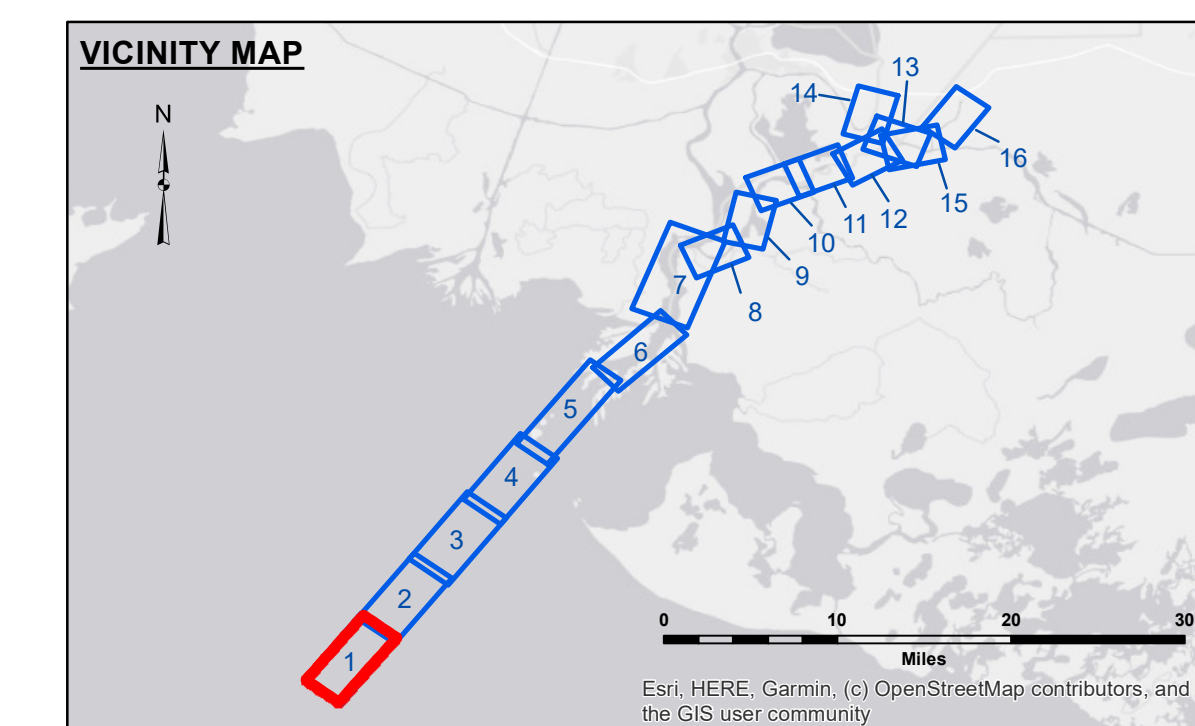 VICINITY MAP
N
13
14
16
15
12
11
10
9
7
8
6
5
4
3
2
1
0 10 20 30
Miles
Esri, HERE, Garmin, (c) OpenStreetMap contributors, and
the GIS user community